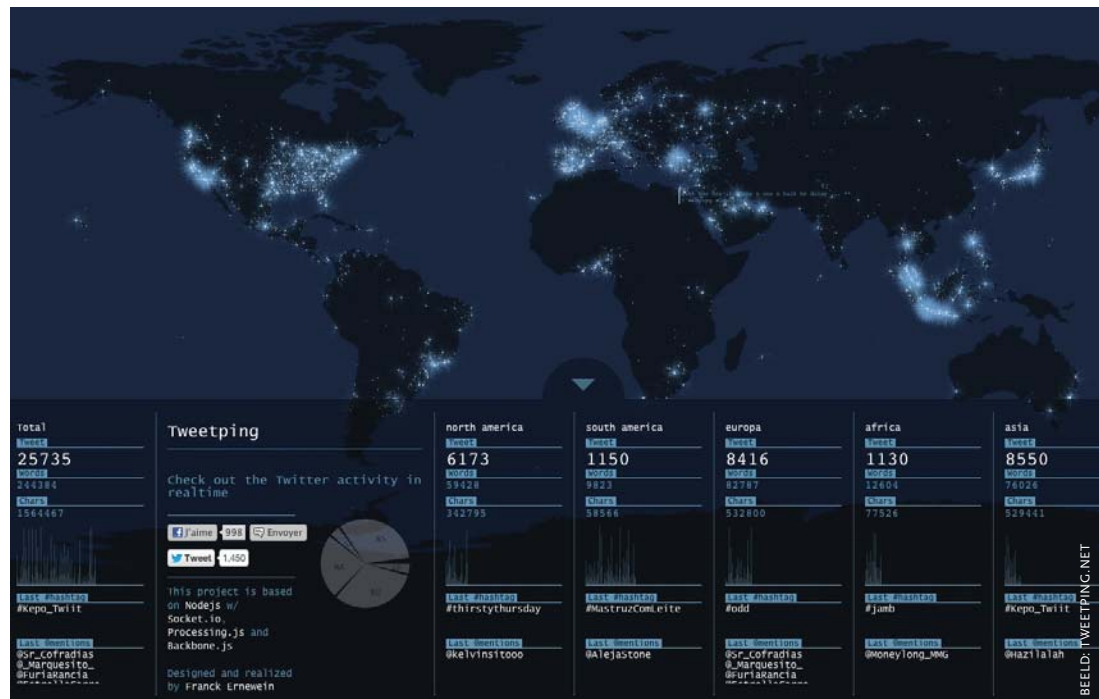 Total
Tweet
25735
Words
244384
Chars
1564467
Last #hashtag
#Kepo_Twiit
Last @mentions
@Sr_Cofradias
@_Marquesito_
@FuriaRancia
Tweetping
Check out the Twitter activity in
realtime
J'aime 998 Envoyer
Tweet 1,450
This project is based
on Nodejs w/
Socket.io,
Processing.js and
Backbone.js
Designed and realized
by Franck Ernewein
north america
Tweet
6173
Words
59428
Chars
342795
Last #hashtag
#thirstythursday
Last @mentions
@kelvinsitooo
south america
Tweet
1150
Words
9823
Chars
58566
Last #hashtag
#MastruzComLeite
Last @mentions
@AlejaStone
europa
Tweet
8416
Words
82787
Chars
532800
Last #hashtag
#odd
Last @mentions
@Sr_Cofradias
@_Marquesito_
@FuriaRancia
africa
Tweet
1130
Words
12604
Chars
77526
Last #hashtag
#jamb
Last @mentions
@Moneylong_MMG
asia
Tweet
8550
Words
76026
Chars
529441
Last #hashtag
#Kepo_Twiit
Last @mentions
@Hazilalah
BEELD: TWEETPING.NET